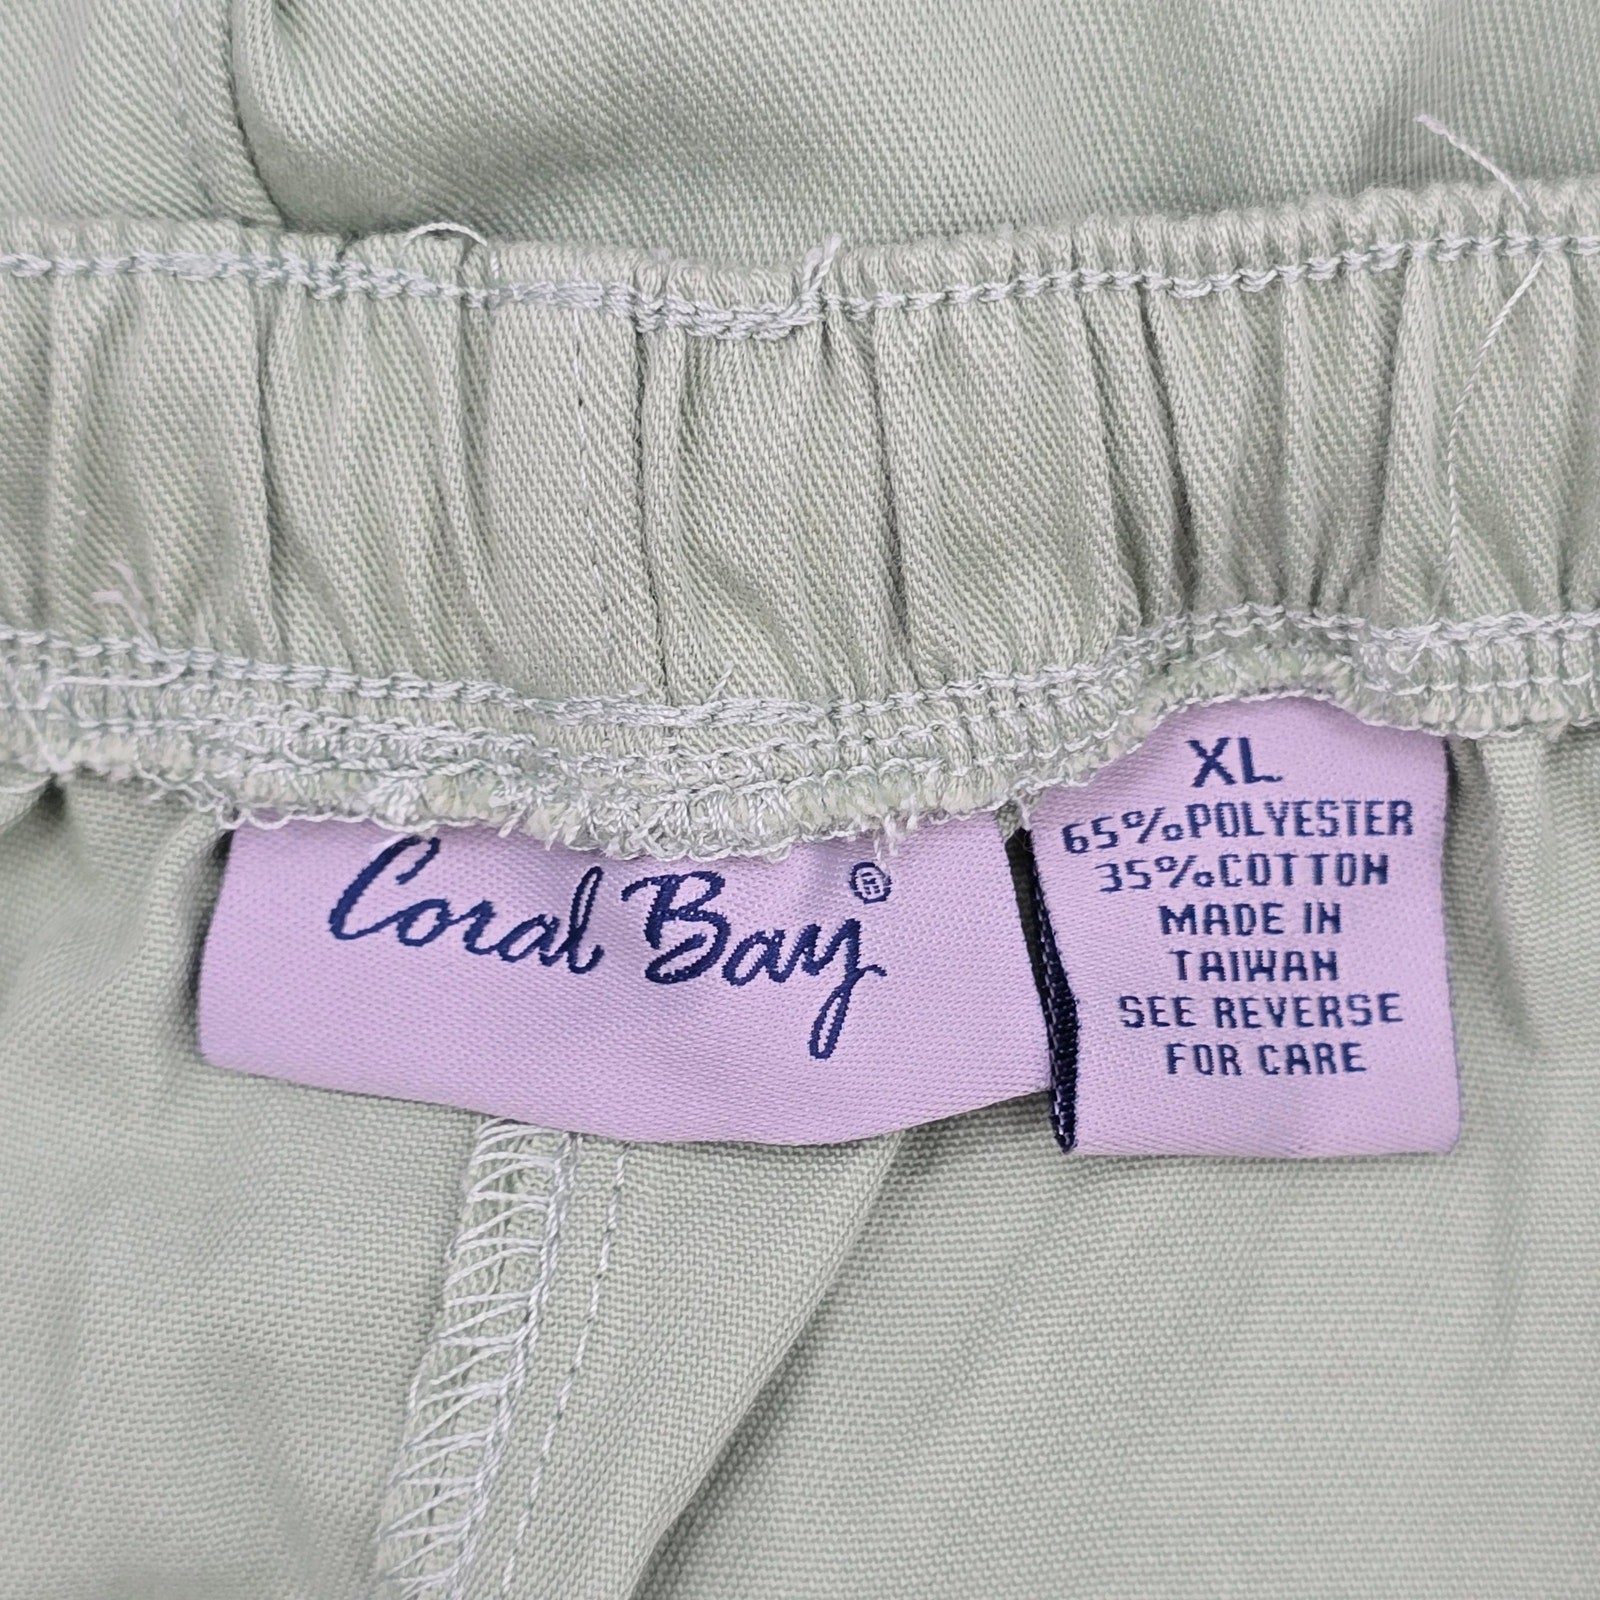 Coral Bay®
XL
65%POLYESTER
35%COTTON
MADE IN
TAIWAN
SEE REVERSE
FOR CARE